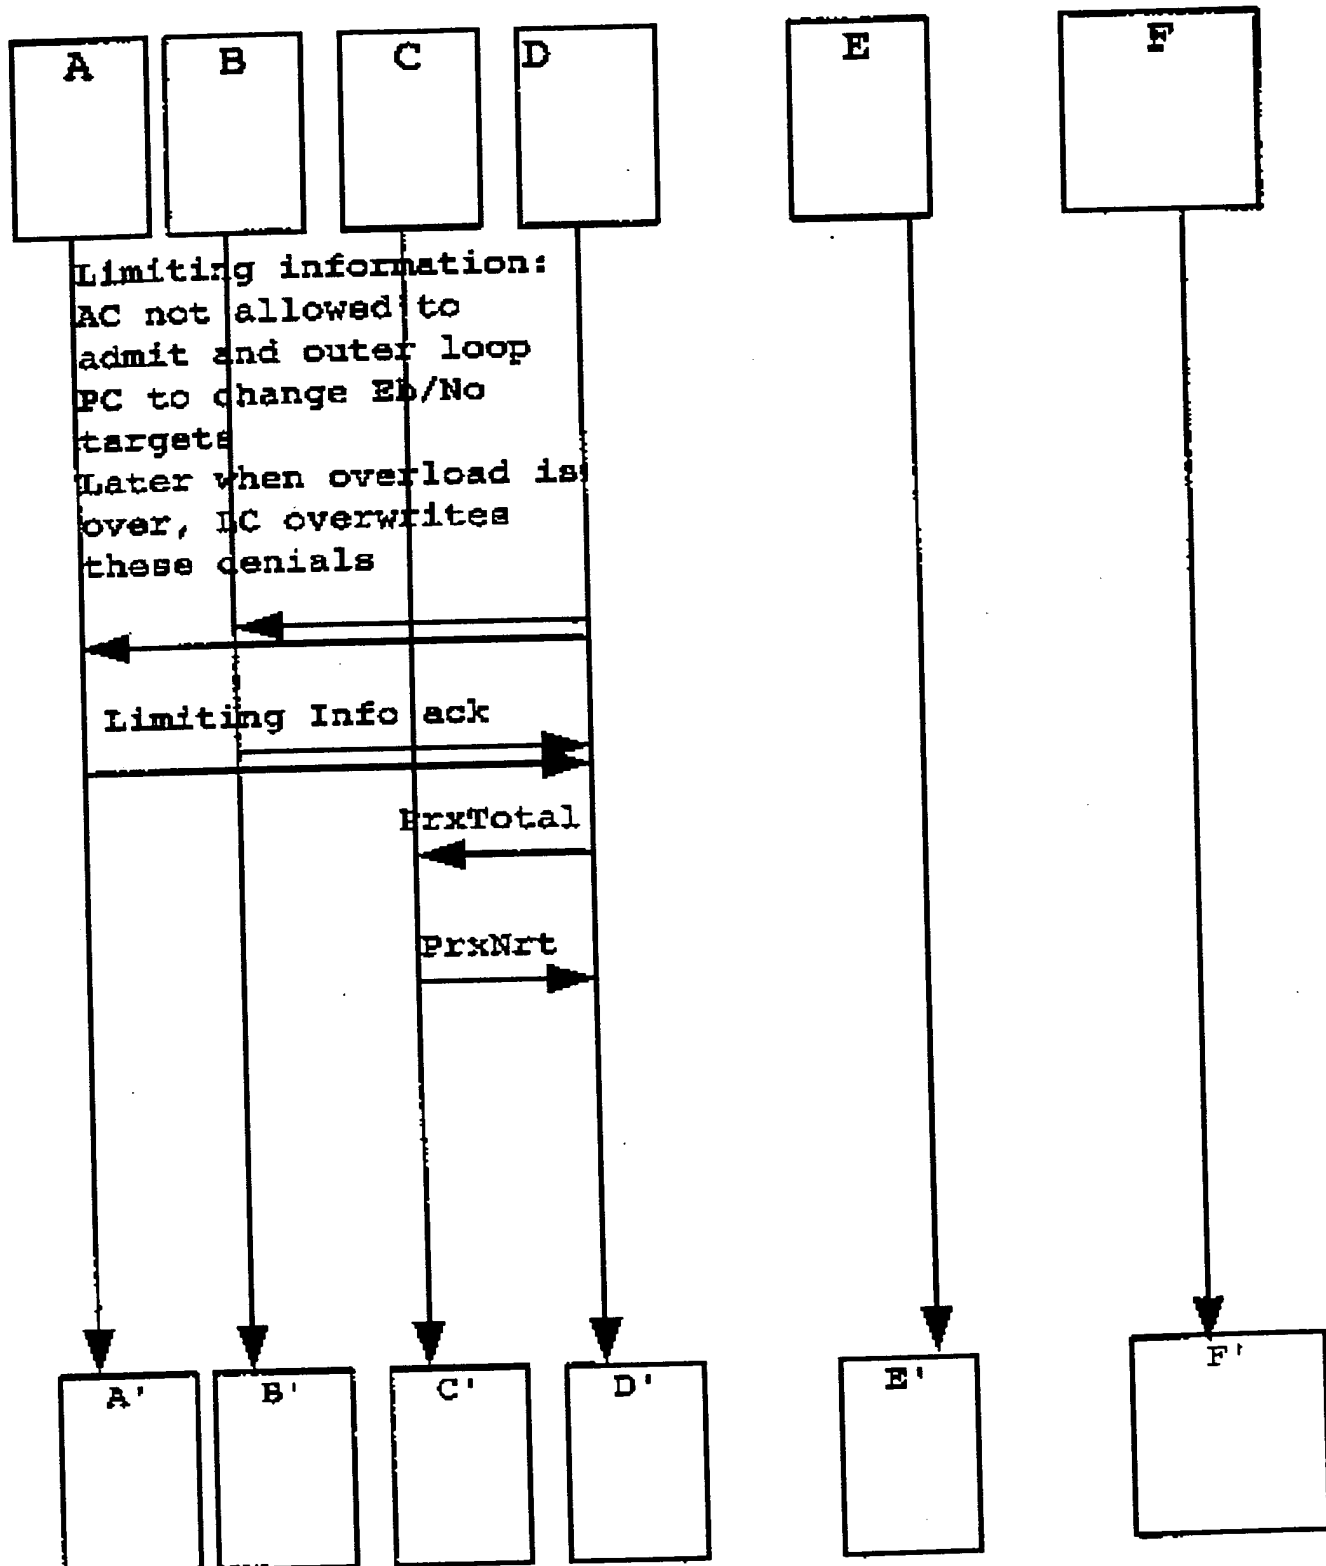 A B C D E F
Limiting information:
AC not allowed to
admit and outer loop
PC to change Eb/No
targets
Later when overload is
over, LC overwrites
these denials
Limiting Info ack
PrxTotal
PrxNrt
A' B' C' D' E' F'